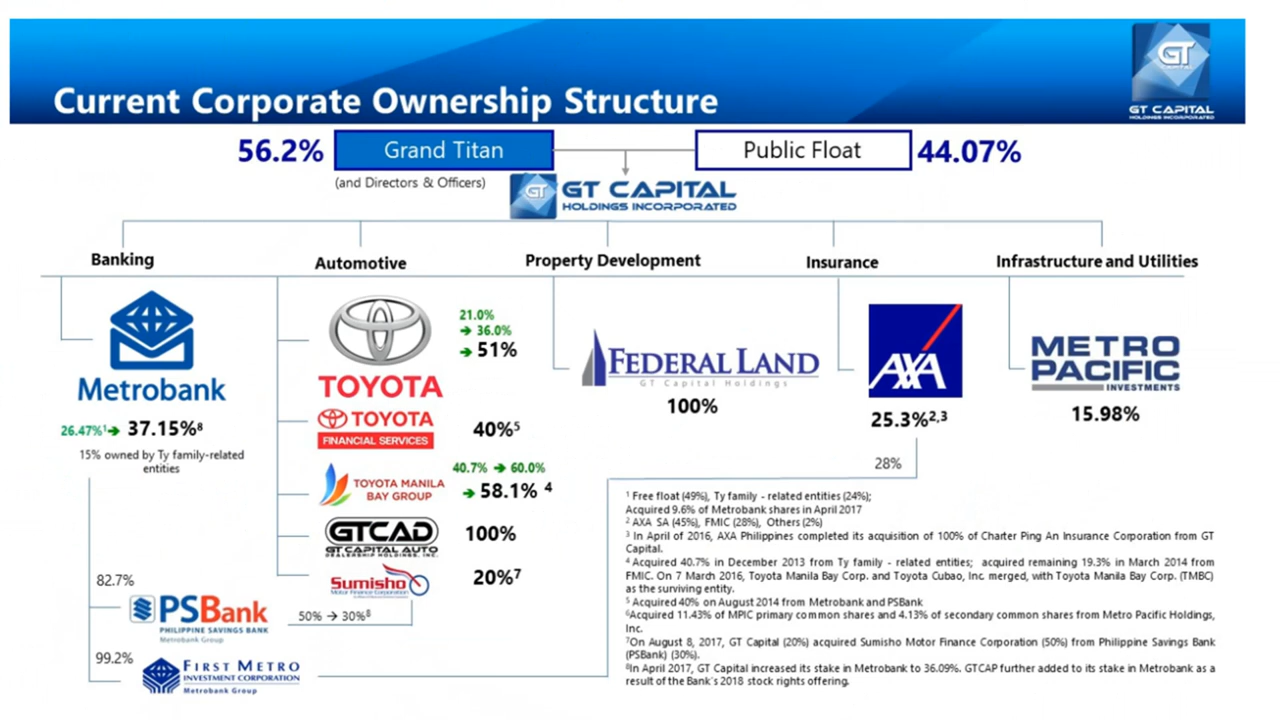 Current Corporate Ownership Structure
GT
CAPITAL
GT CAPITAL
HOLDINGS INCORPORATED
56.2%
Grand Titan
Public Float
44.07%
(and Directors & Officers)
GT
GT CAPITAL
HOLDINGS INCORPORATED
Banking
Automotive
Property Development
Insurance
Infrastructure and Utilities
Metrobank
26.47%¹➔ 37.15%⁸
15% owned by Ty family-related
entities
TOYOTA
21.0%
➔ 36.0%
➔ 51%
TOYOTA
FINANCIAL SERVICES
40%⁵
TOYOTA MANILA
BAY GROUP
40.7% ➔ 60.0%
➔ 58.1% ⁴
GTCAD
GT CAPITAL AUTO
DEALERSHIP HOLDINGS, INC.
100%
Sumisho
Motor Finance Corporation
20%⁷
FEDERAL LAND
GT Capital Holdings
100%
AXA
25.3%²,³
28%
METRO
PACIFIC
INVESTMENTS
15.98%
82.7%
PSBank
PHILIPPINE SAVINGS BANK
Metrobank Group
50% → 30%⁸
99.2%
FIRST METRO
INVESTMENT CORPORATION
Metrobank Group
¹ Free float (49%), Ty family - related entities (24%);
Acquired 9.6% of Metrobank shares in April 2017
² AXA SA (45%), FMIC (28%), Others (2%)
³ In April of 2016, AXA Philippines completed its acquisition of 100% of Charter Ping An Insurance Corporation from GT
Capital.
⁴ Acquired 40.7% in December 2013 from Ty family - related entities; acquired remaining 19.3% in March 2014 from
FMIC. On 7 March 2016, Toyota Manila Bay Corp. and Toyota Cubao, Inc. merged, with Toyota Manila Bay Corp. (TMBC)
as the surviving entity.
⁵ Acquired 40% on August 2014 from Metrobank and PSBank
⁶Acquired 11.43% of MPIC primary common shares and 4.13% of secondary common shares from Metro Pacific Holdings,
Inc.
⁷On August 8, 2017, GT Capital (20%) acquired Sumisho Motor Finance Corporation (50%) from Philippine Savings Bank
(PSBank) (30%).
⁸In April 2017, GT Capital increased its stake in Metrobank to 36.09%. GTCAP further added to its stake in Metrobank as a
result of the Bank's 2018 stock rights offering.